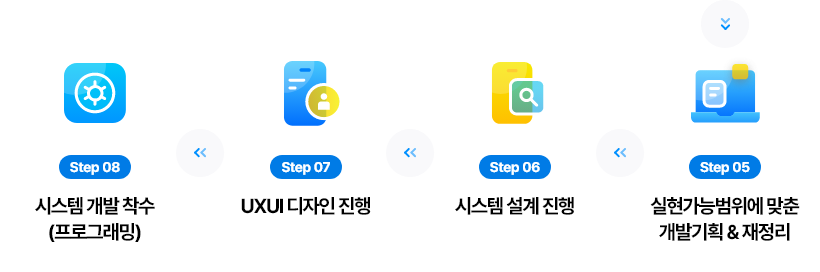 Step 08
시스템 개발 착수
(프로그래밍)
Step 07
UXUI 디자인 진행
Step 06
시스템 설계 진행
Step 05
실현가능범위에 맞춘
개발기획 & 재정리